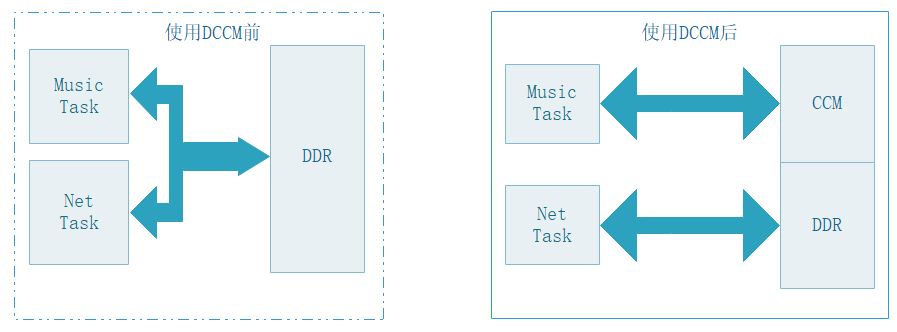 使用DCCM前
Music
Task
Net
Task
DDR
使用DCCM后
Music
Task
Net
Task
CCM
DDR